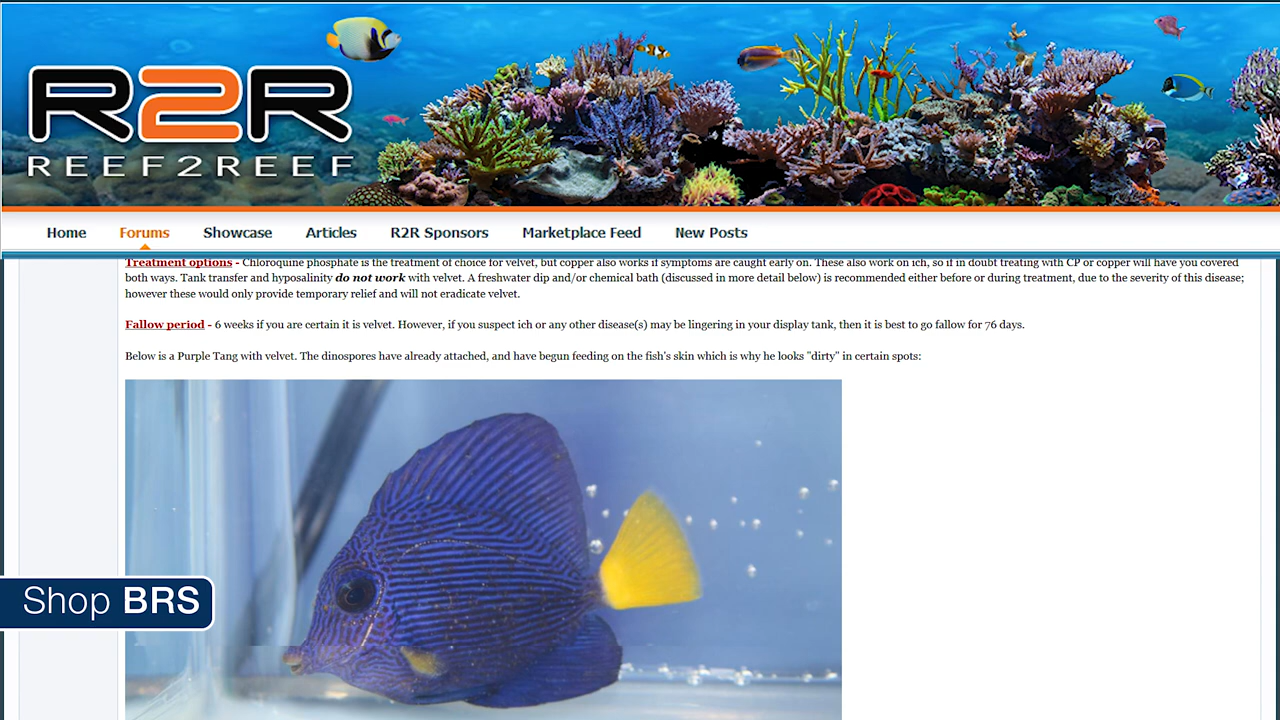 R2R
REEF2REEF
Home Forums Showcase Articles R2R Sponsors Marketplace Feed New Posts
Treatment options - Chloroquine phosphate is the treatment of choice for velvet, but copper also works if symptoms are caught early on. These also work on ich, so if in doubt treating with CP or copper will have you covered
both ways. Tank transfer and hyposalinity do not work with velvet. A freshwater dip and/or chemical bath (discussed in more detail below) is recommended either before or during treatment, due to the severity of this disease;
however these would only provide temporary relief and will not eradicate velvet.
Fallow period - 6 weeks if you are certain it is velvet. However, if you suspect ich or any other disease(s) may be lingering in your display tank, then it is best to go fallow for 76 days.
Below is a Purple Tang with velvet. The dinospores have already attached, and have begun feeding on the fish's skin which is why he looks "dirty" in certain spots:
Shop BRS